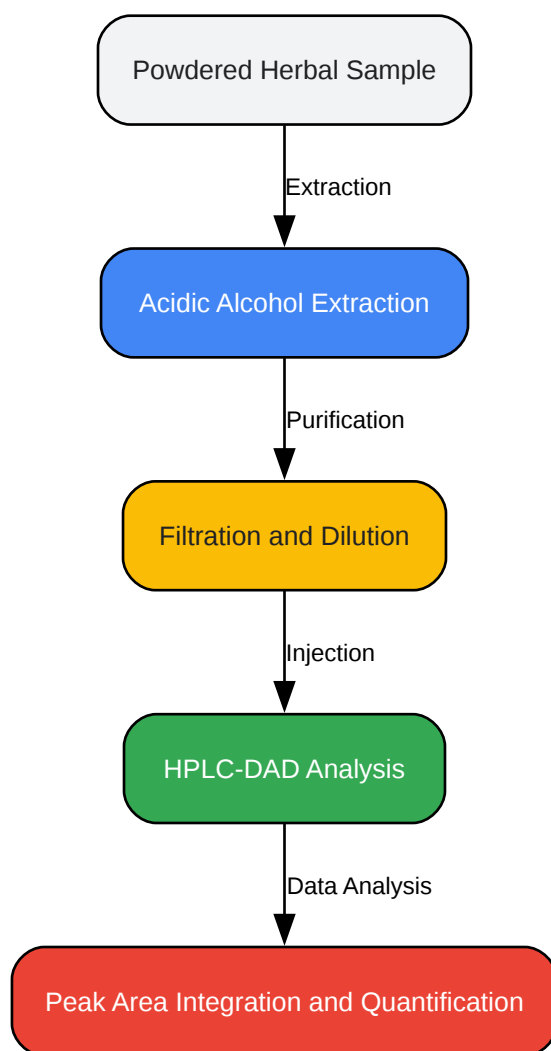 Powdered Herbal Sample
Extraction
Acidic Alcohol Extraction
Purification
Filtration and Dilution
Injection
HPLC-DAD Analysis
Data Analysis
Peak Area Integration and Quantification